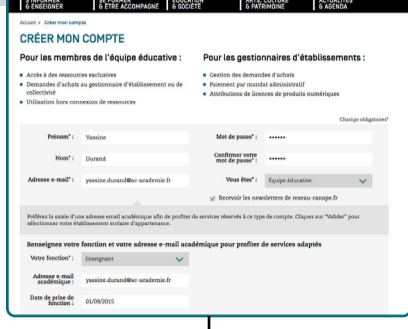 S'INFORMER
& ENSEIGNER
SE FORMER
& ÊTRE ACCOMPAGNÉ
& SOCIÉTÉ
ARTS, CULTURE
& PATRIMOINE
ACTUALITÉS
& AGENDA
Accueil » Créer mon compte
CRÉER MON COMPTE
Pour les membres de l'équipe éducative :
Accès à des ressources exclusives
Demandes d'achats au gestionnaire d'établissement ou de
collectivité
Utilisation hors connexion de ressources
Pour les gestionnaires d'établissements :
Gestion des demandes d'achats
Paiement par mandat administratif
Attributions de licences de produits numériques
Champs obligatoires*
Prénom* : Yassine
Mot de passe* : ••••••
Nom* : Durand
Confirmer votre
mot de passe* : ••••••
Adresse e-mail* : yassine.durand@ac-academie.fr
Vous êtes* : Équipe éducative
Recevoir les newsletters de reseau-canope.fr
Préférez la saisie d'une adresse email académique afin de profiter de services réservés à ce type de compte. Cliquez sur "Valider" pour
sélectionner votre établissement scolaire d'appartenance.
Renseignez votre fonction et votre adresse e-mail académique pour profiter de services adaptés
Votre fonction* : Enseignant
Adresse e-mail
académique : yassine.durand@ac-academie.fr
Date de prise de
fonction : 01/09/2015